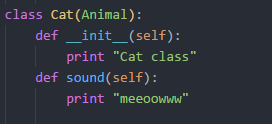 class Cat(Animal):
    def __init__(self):
        print "Cat class"
    def sound(self):
        print "meeoowww"